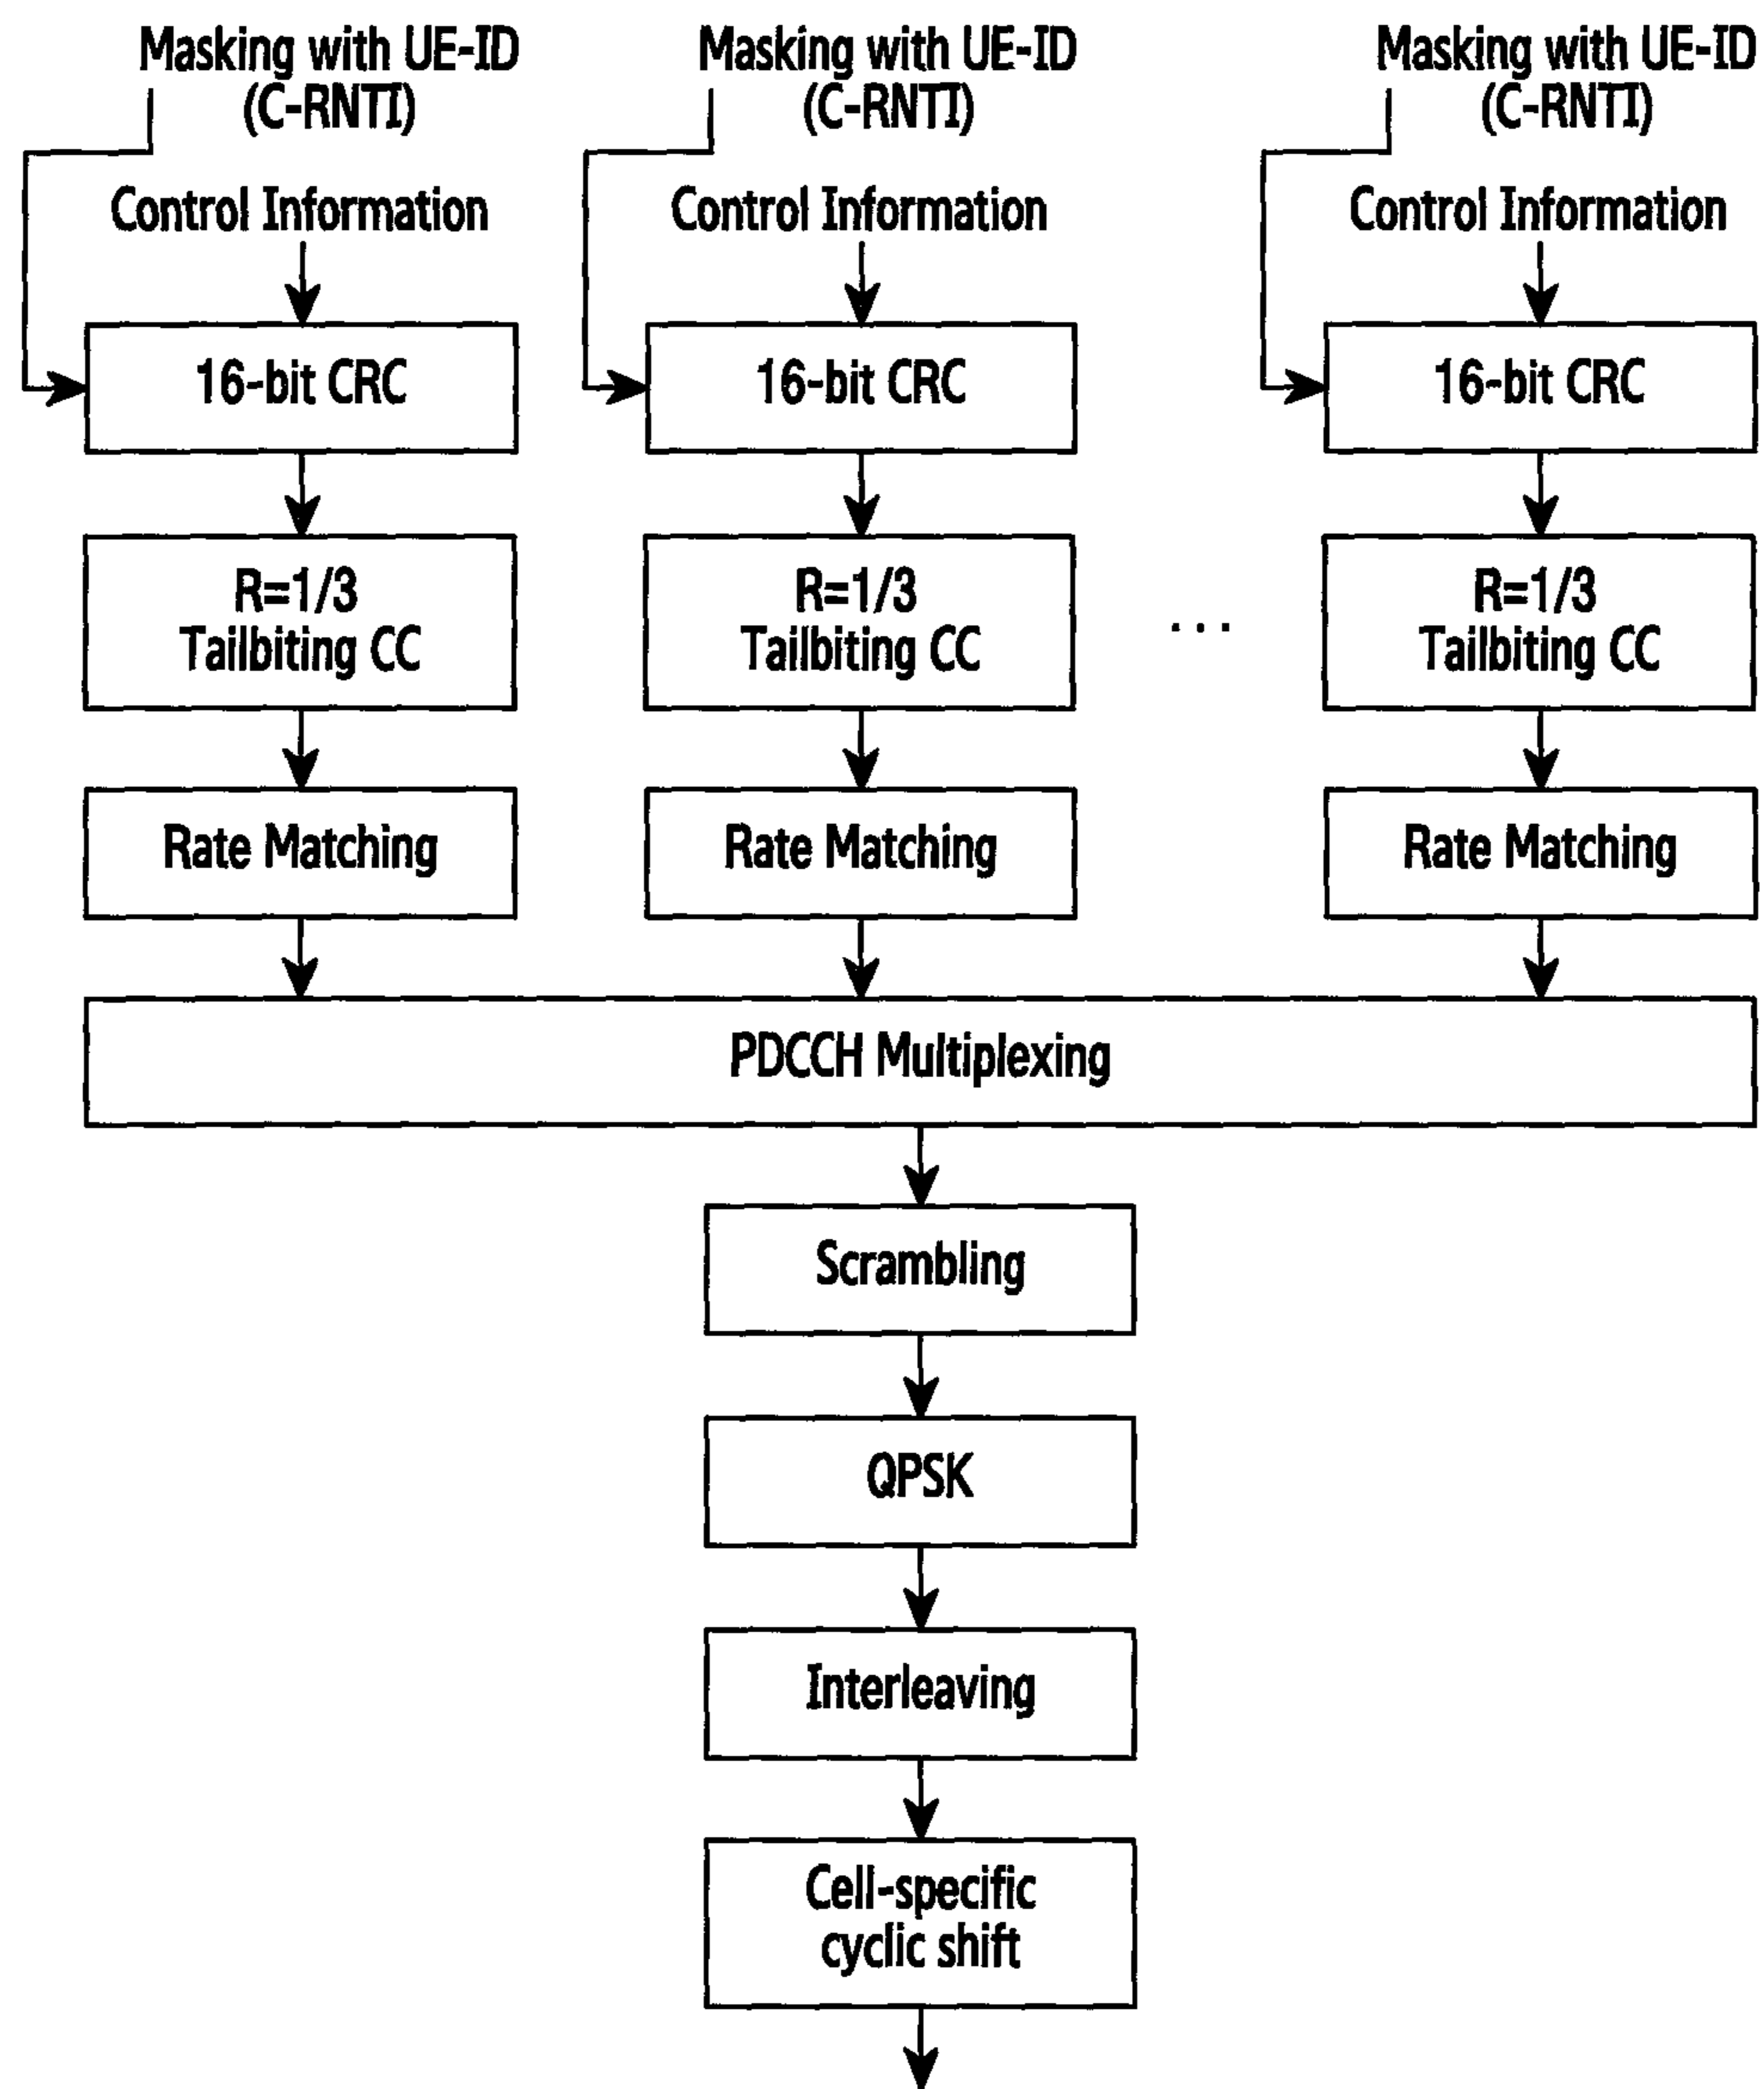 Masking with UE-ID
(C-RNTI)
Masking with UE-ID
(C-RNTI)
Masking with UE-ID
(C-RNTI)
Control Information
Control Information
Control Information
16-bit CRC
16-bit CRC
16-bit CRC
R=1/3
Tailbiting CC
R=1/3
Tailbiting CC
...
R=1/3
Tailbiting CC
Rate Matching
Rate Matching
Rate Matching
PDCCH Multiplexing
Scrambling
QPSK
Interleaving
Cell-specific
cyclic shift